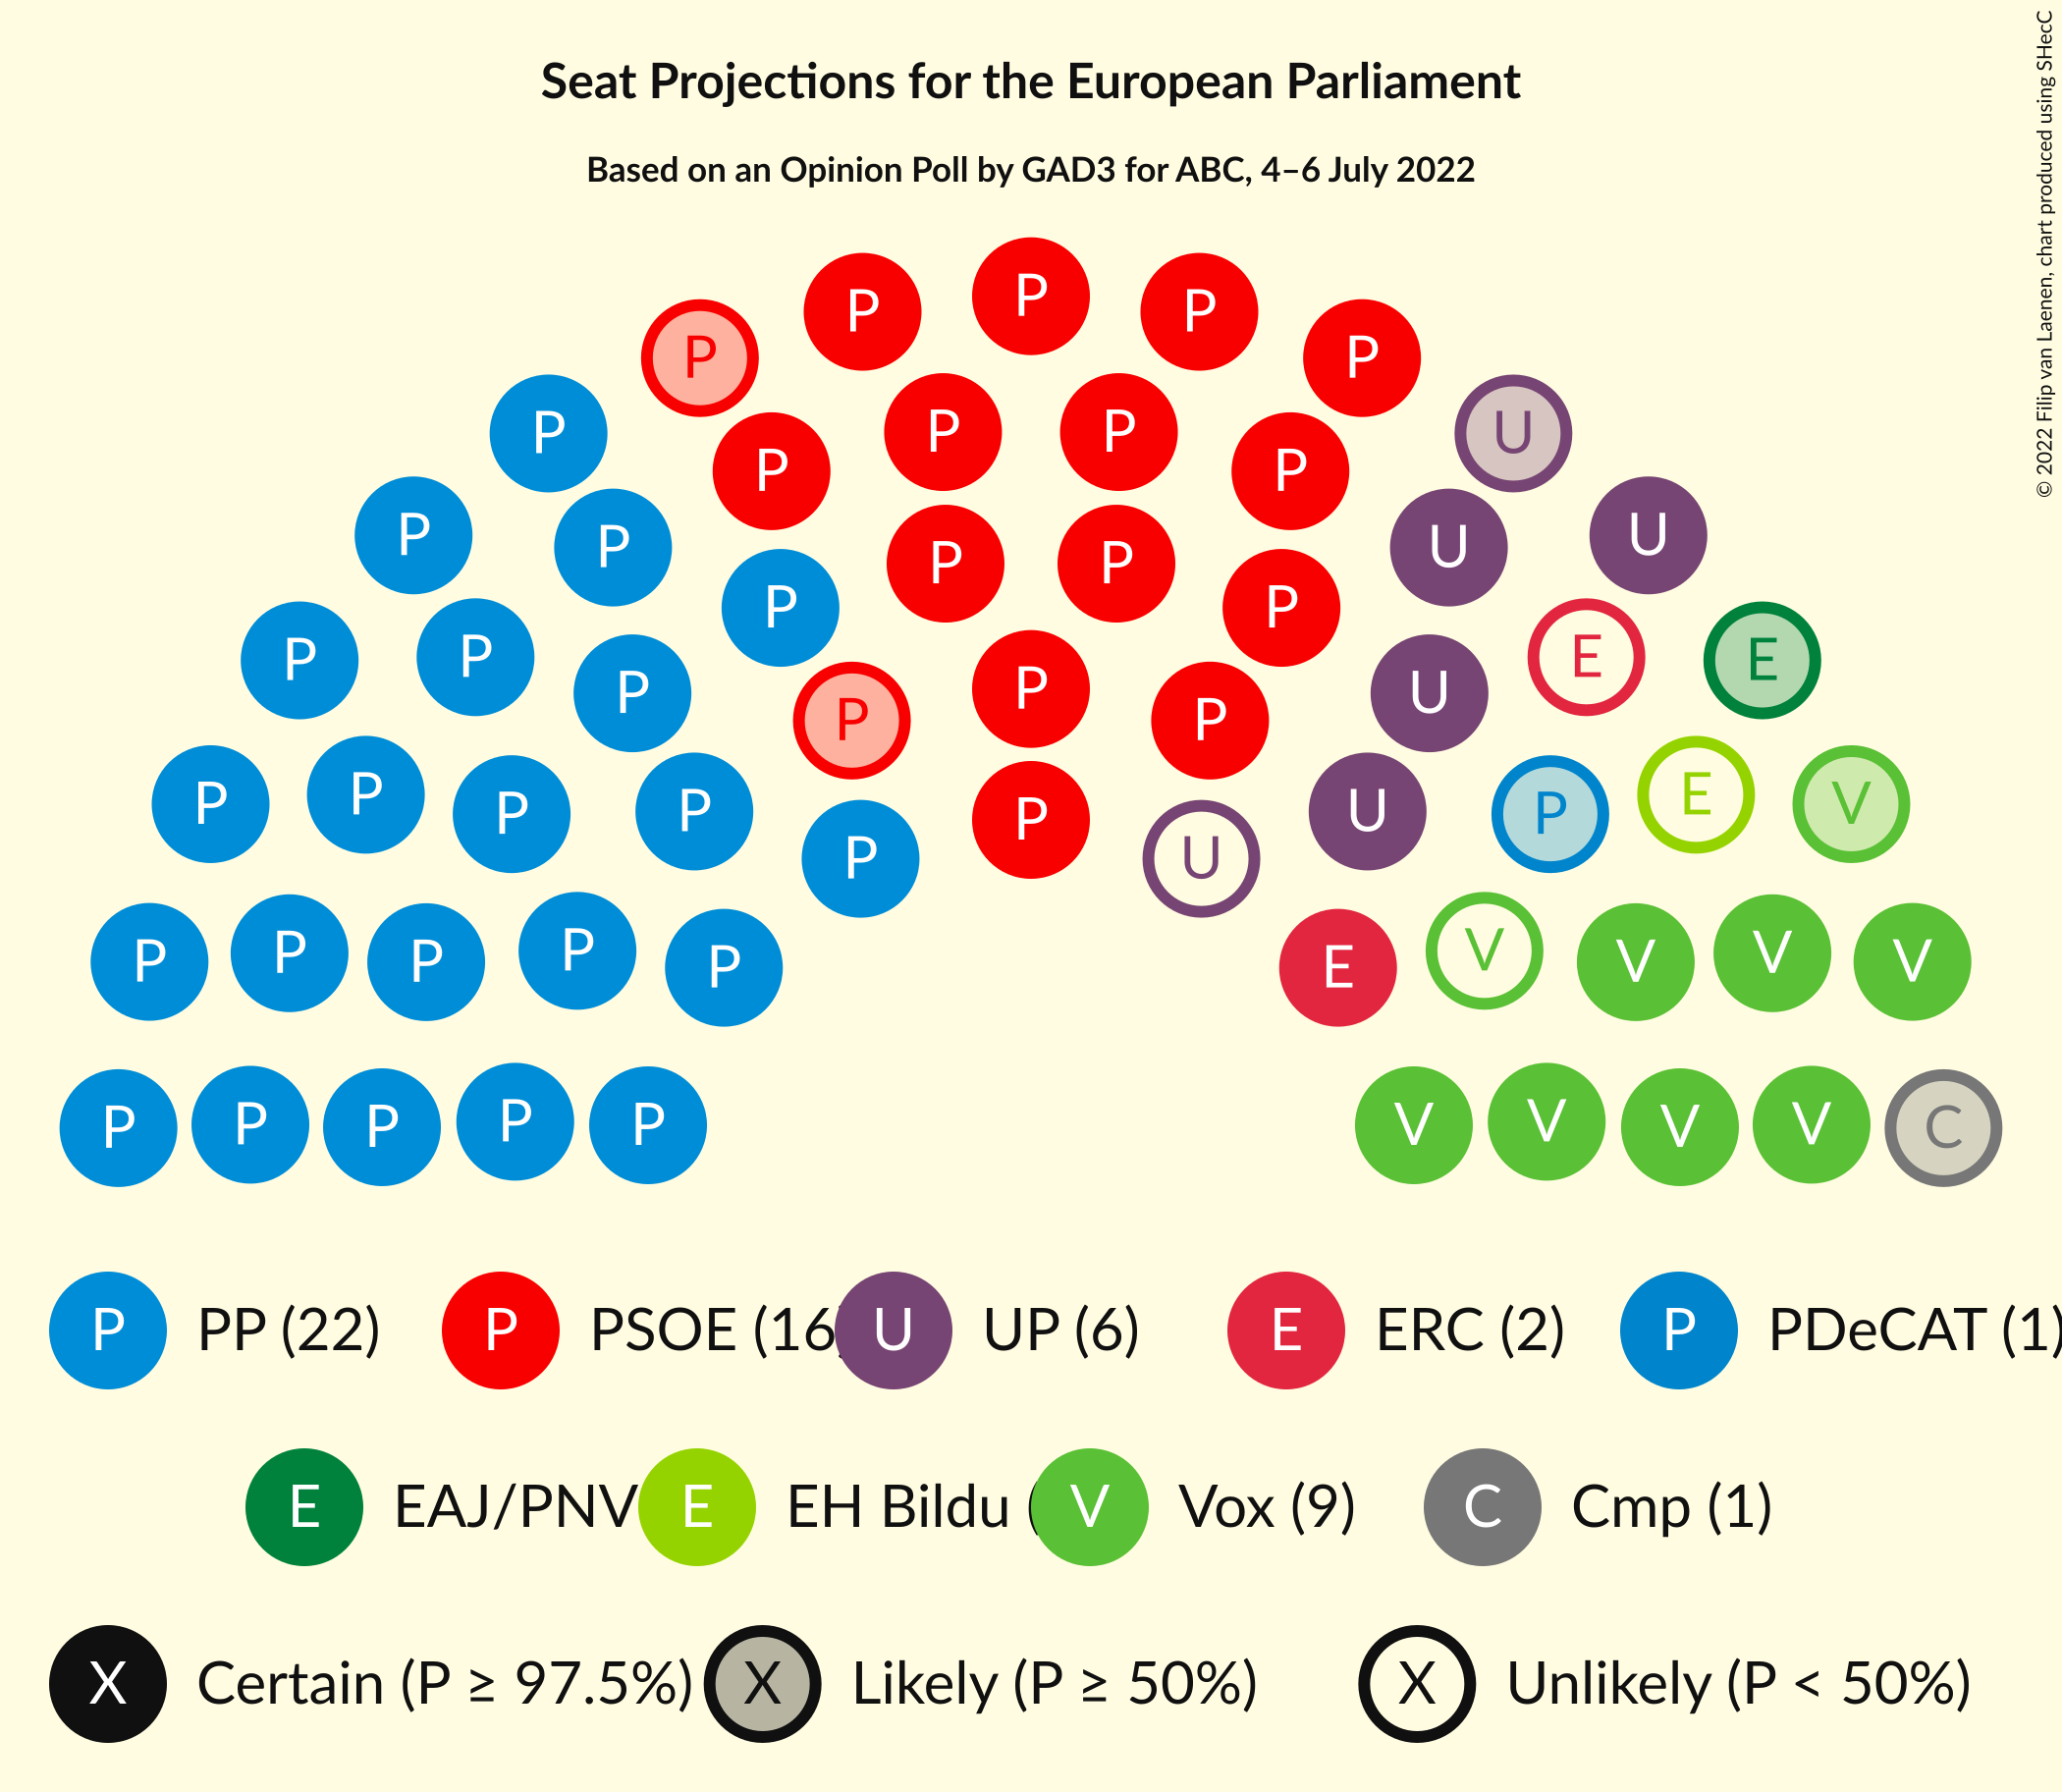 Seat Projections for the European Parliament
Based on an Opinion Poll by GAD3 for ABC, 4–6 July 2022
© 2022 Filip van Laenen, chart produced using SHecC
P
P P
P P
P P P U
P P
P U
P U
P P
P P
P P E E
P P U
P P
P P P P P U P E V
P U
P P P P P E V V V V
P P P P P V V V V C
P PP (22) P PSOE (16 U UP (6) E ERC (2) P PDeCAT (1)
E EAJ/PNV E EH Bildu V Vox (9) C Cmp (1)
X Certain (P ≥ 97.5%) X Likely (P ≥ 50%) X Unlikely (P < 50%)